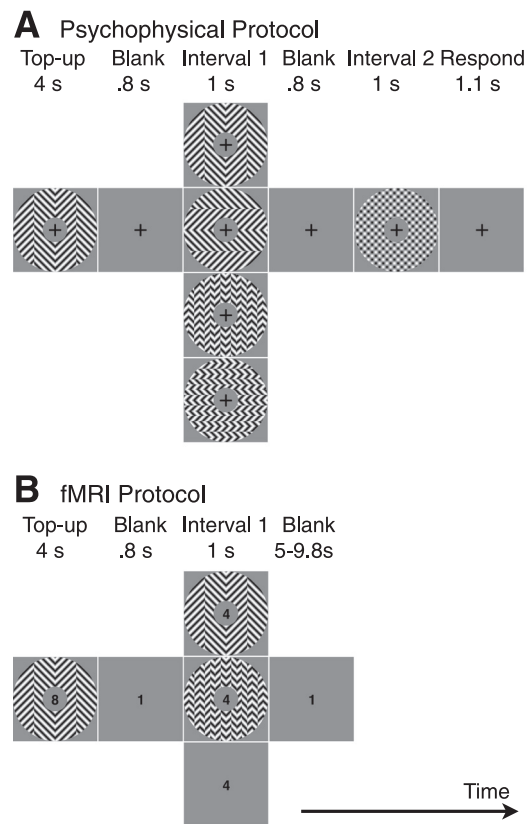 A Psychophysical Protocol
Top-up Blank Interval 1 Blank Interval 2 Respond
4 s .8 s 1 s .8 s 1 s 1.1 s
B fMRI Protocol
Top-up Blank Interval 1 Blank
4 s .8 s 1 s 5-9.8s
4
8 1 4 1
4
Time